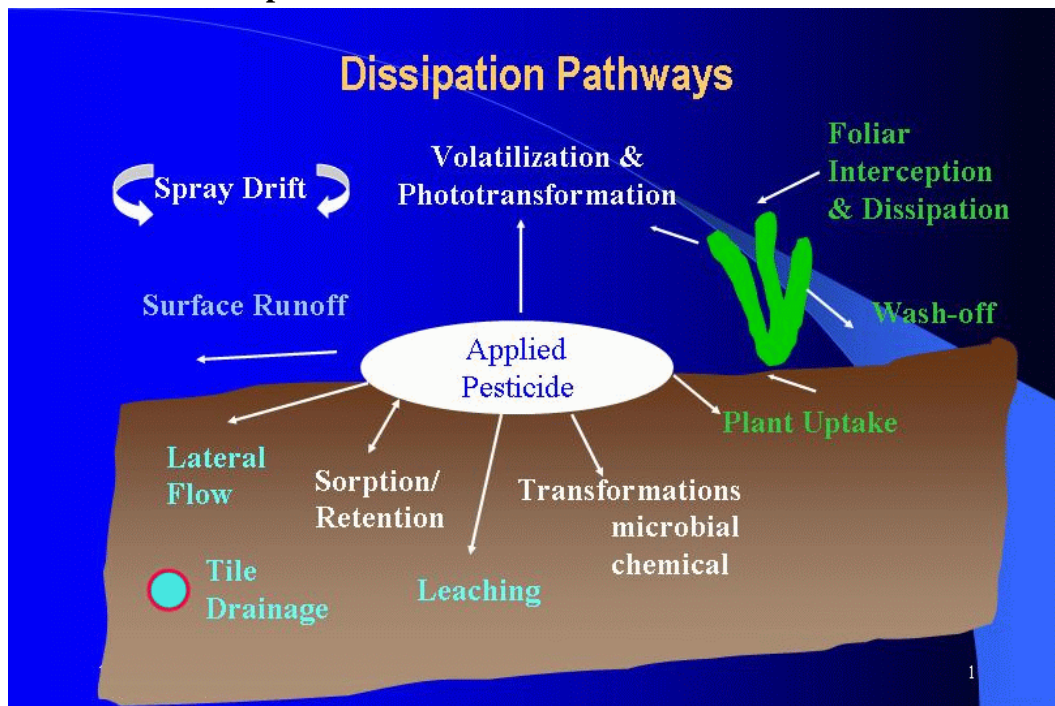 Dissipation Pathways
Foliar
Interception
& Dissipation
Volatilization &
Phototransformation
Spray Drift
Surface Runoff
Wash-off
Applied
Pesticide
Plant Uptake
Lateral
Flow
Sorption/
Retention
Transformations
microbial
chemical
Tile
Drainage
Leaching
1